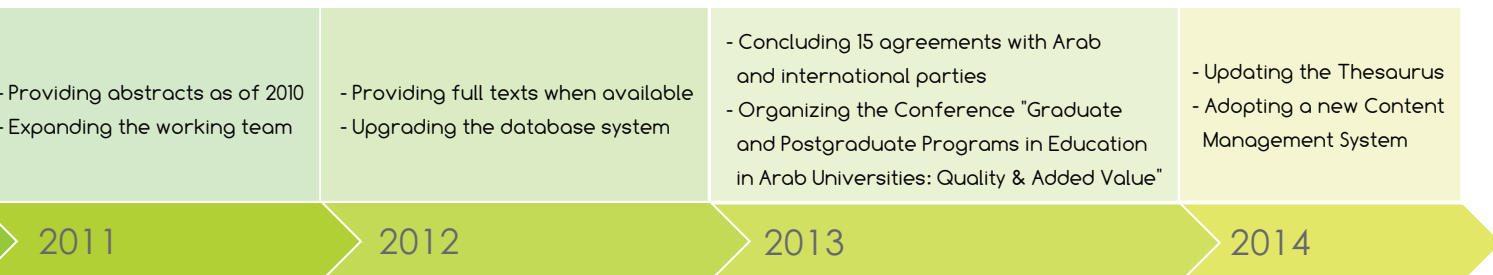 - Providing abstracts as of 2010
- Expanding the working team
2011
- Providing full texts when available
- Upgrading the database system
2012
- Concluding 15 agreements with Arab
and international parties
- Organizing the Conference "Graduate
and Postgraduate Programs in Education
in Arab Universities: Quality & Added Value"
2013
- Updating the Thesaurus
- Adopting a new Content
Management System
2014